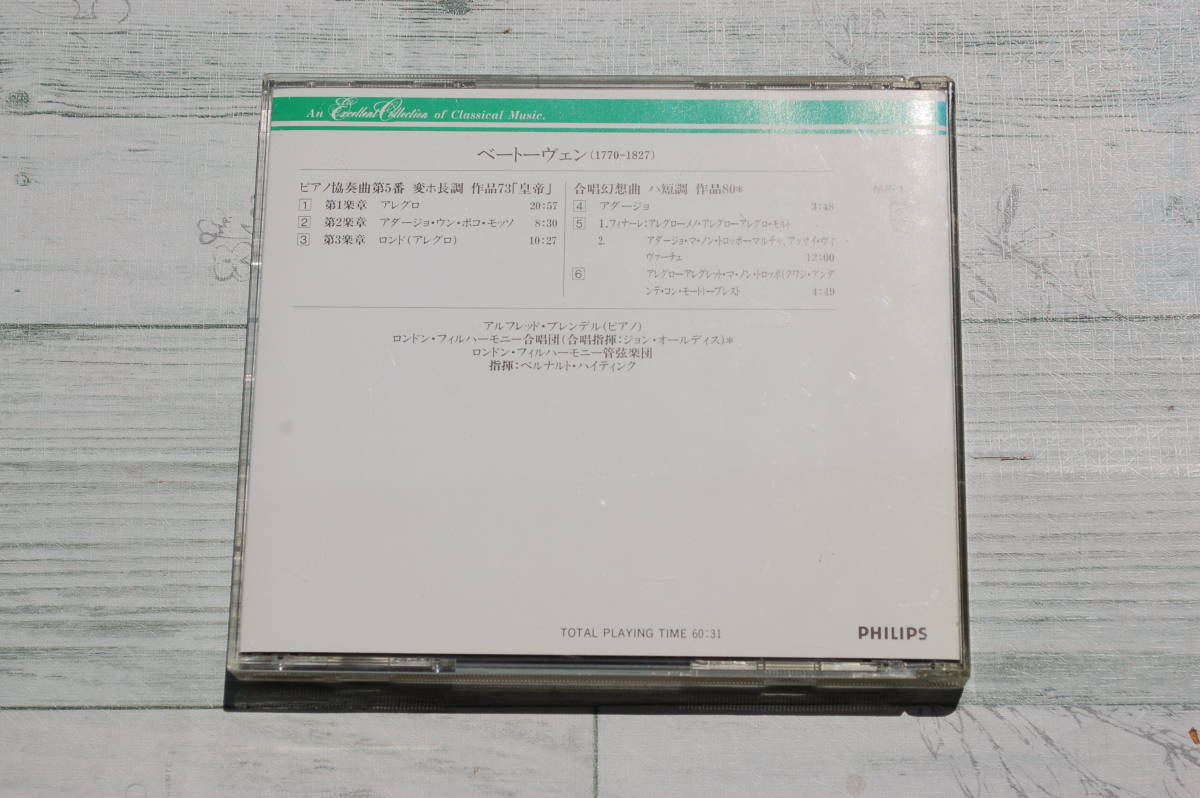 An Excellent Collection of Classical Music.
ベートーヴェン(1770-1827)
ピアノ協奏曲第5番 変ホ長調 作品73「皇帝」
1 第1楽章 アレグロ 20:57
2 第2楽章 アダージョ・ウン・ポコ・モッソ 8:30
3 第3楽章 ロンド(アレグロ) 10:27
合唱幻想曲 ハ短調 作品80*
4 アダージョ 3:48
5 1.フィナーレ:アレグロ―メノ・アレグロ―アレグロ・モルト
2. アダージョ・マ・ノン・トロッポ―マルチャ、アッサイ・ヴィ
ヴァーチェ 12:00
6 アレグロ―アレグレット・マ・ノン・トロッポ(クワジ・アンダ
ンテ・コン・モート)―プレスト 4:49
アルフレッド・ブレンデル(ピアノ)
ロンドン・フィルハーモニー合唱団(合唱指揮:ジョン・オールディス)*
ロンドン・フィルハーモニー管弦楽団
指揮:ベルナルト・ハイティンク
TOTAL PLAYING TIME 60:31
PHILIPS